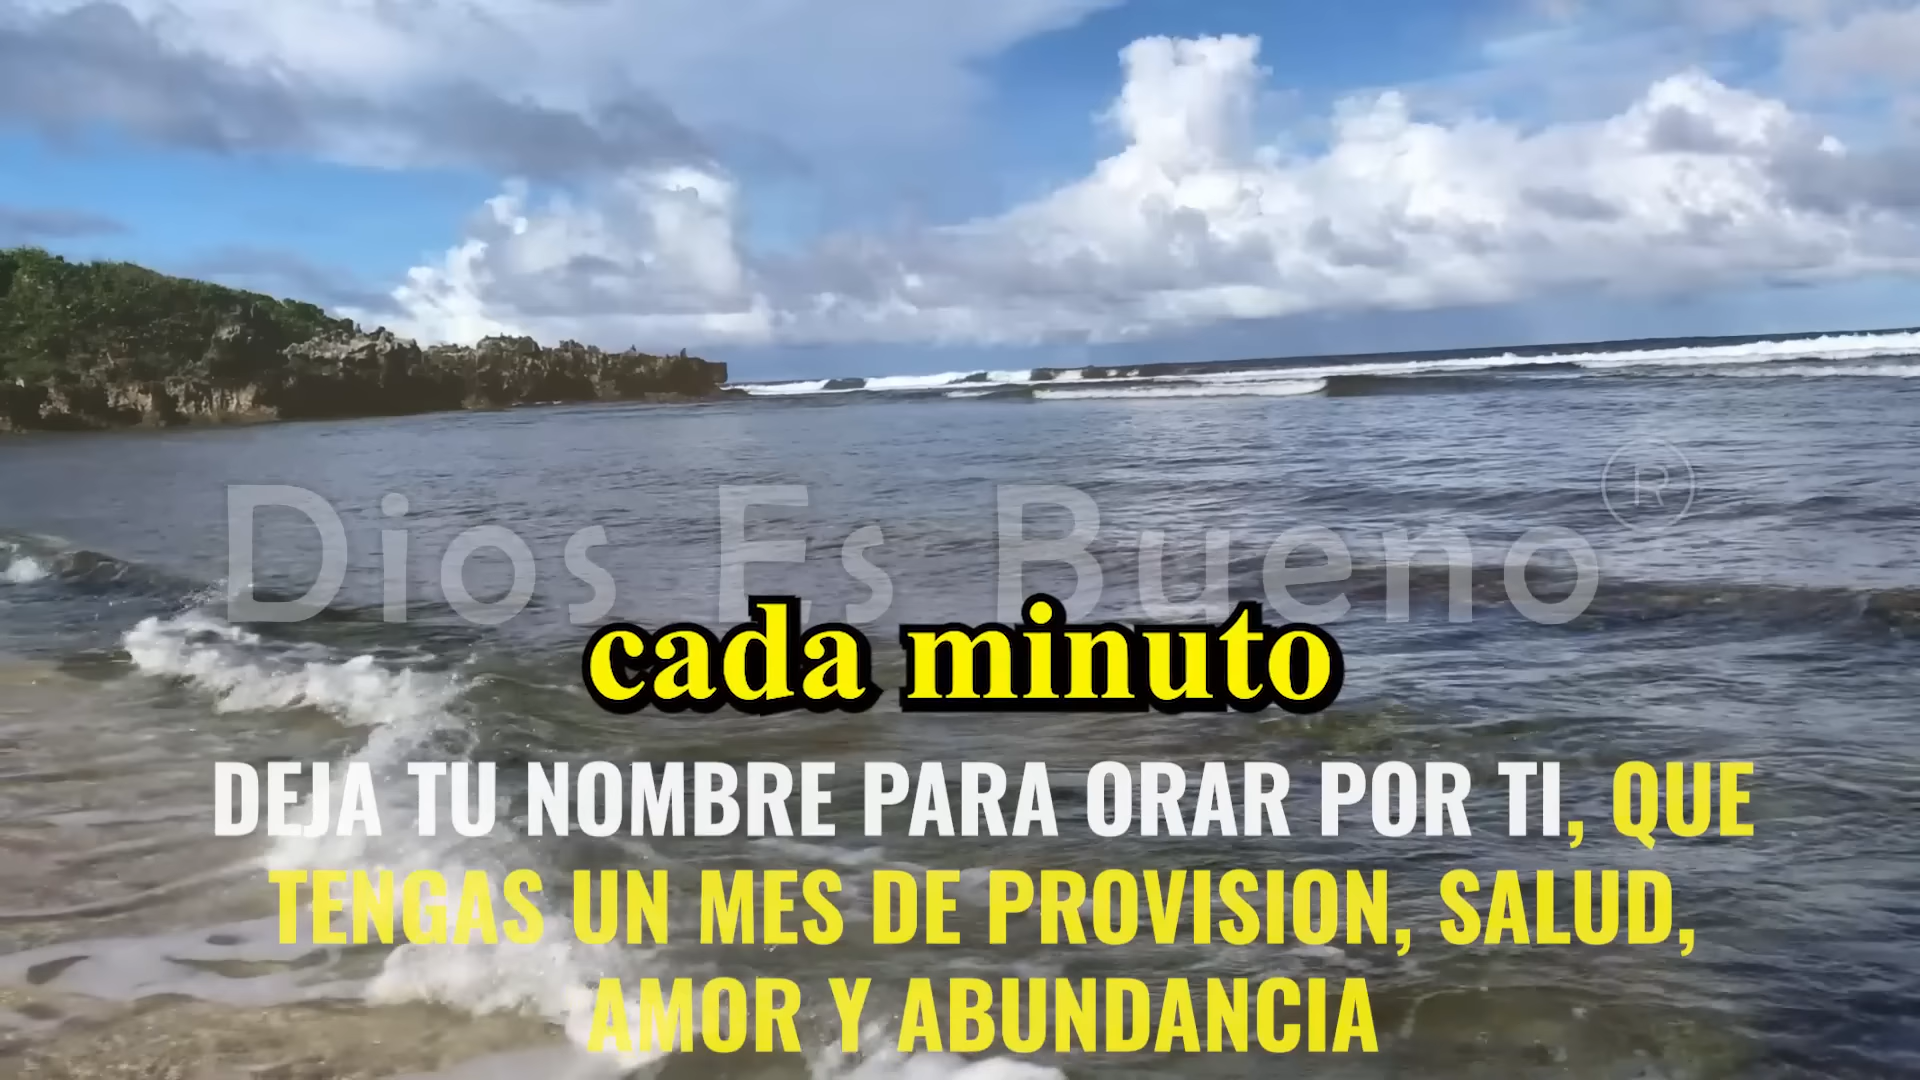 Dios Es Bueno ®
cada minuto
DEJA TU NOMBRE PARA ORAR POR TI, QUE
TENGAS UN MES DE PROVISION, SALUD,
AMOR Y ABUNDANCIA